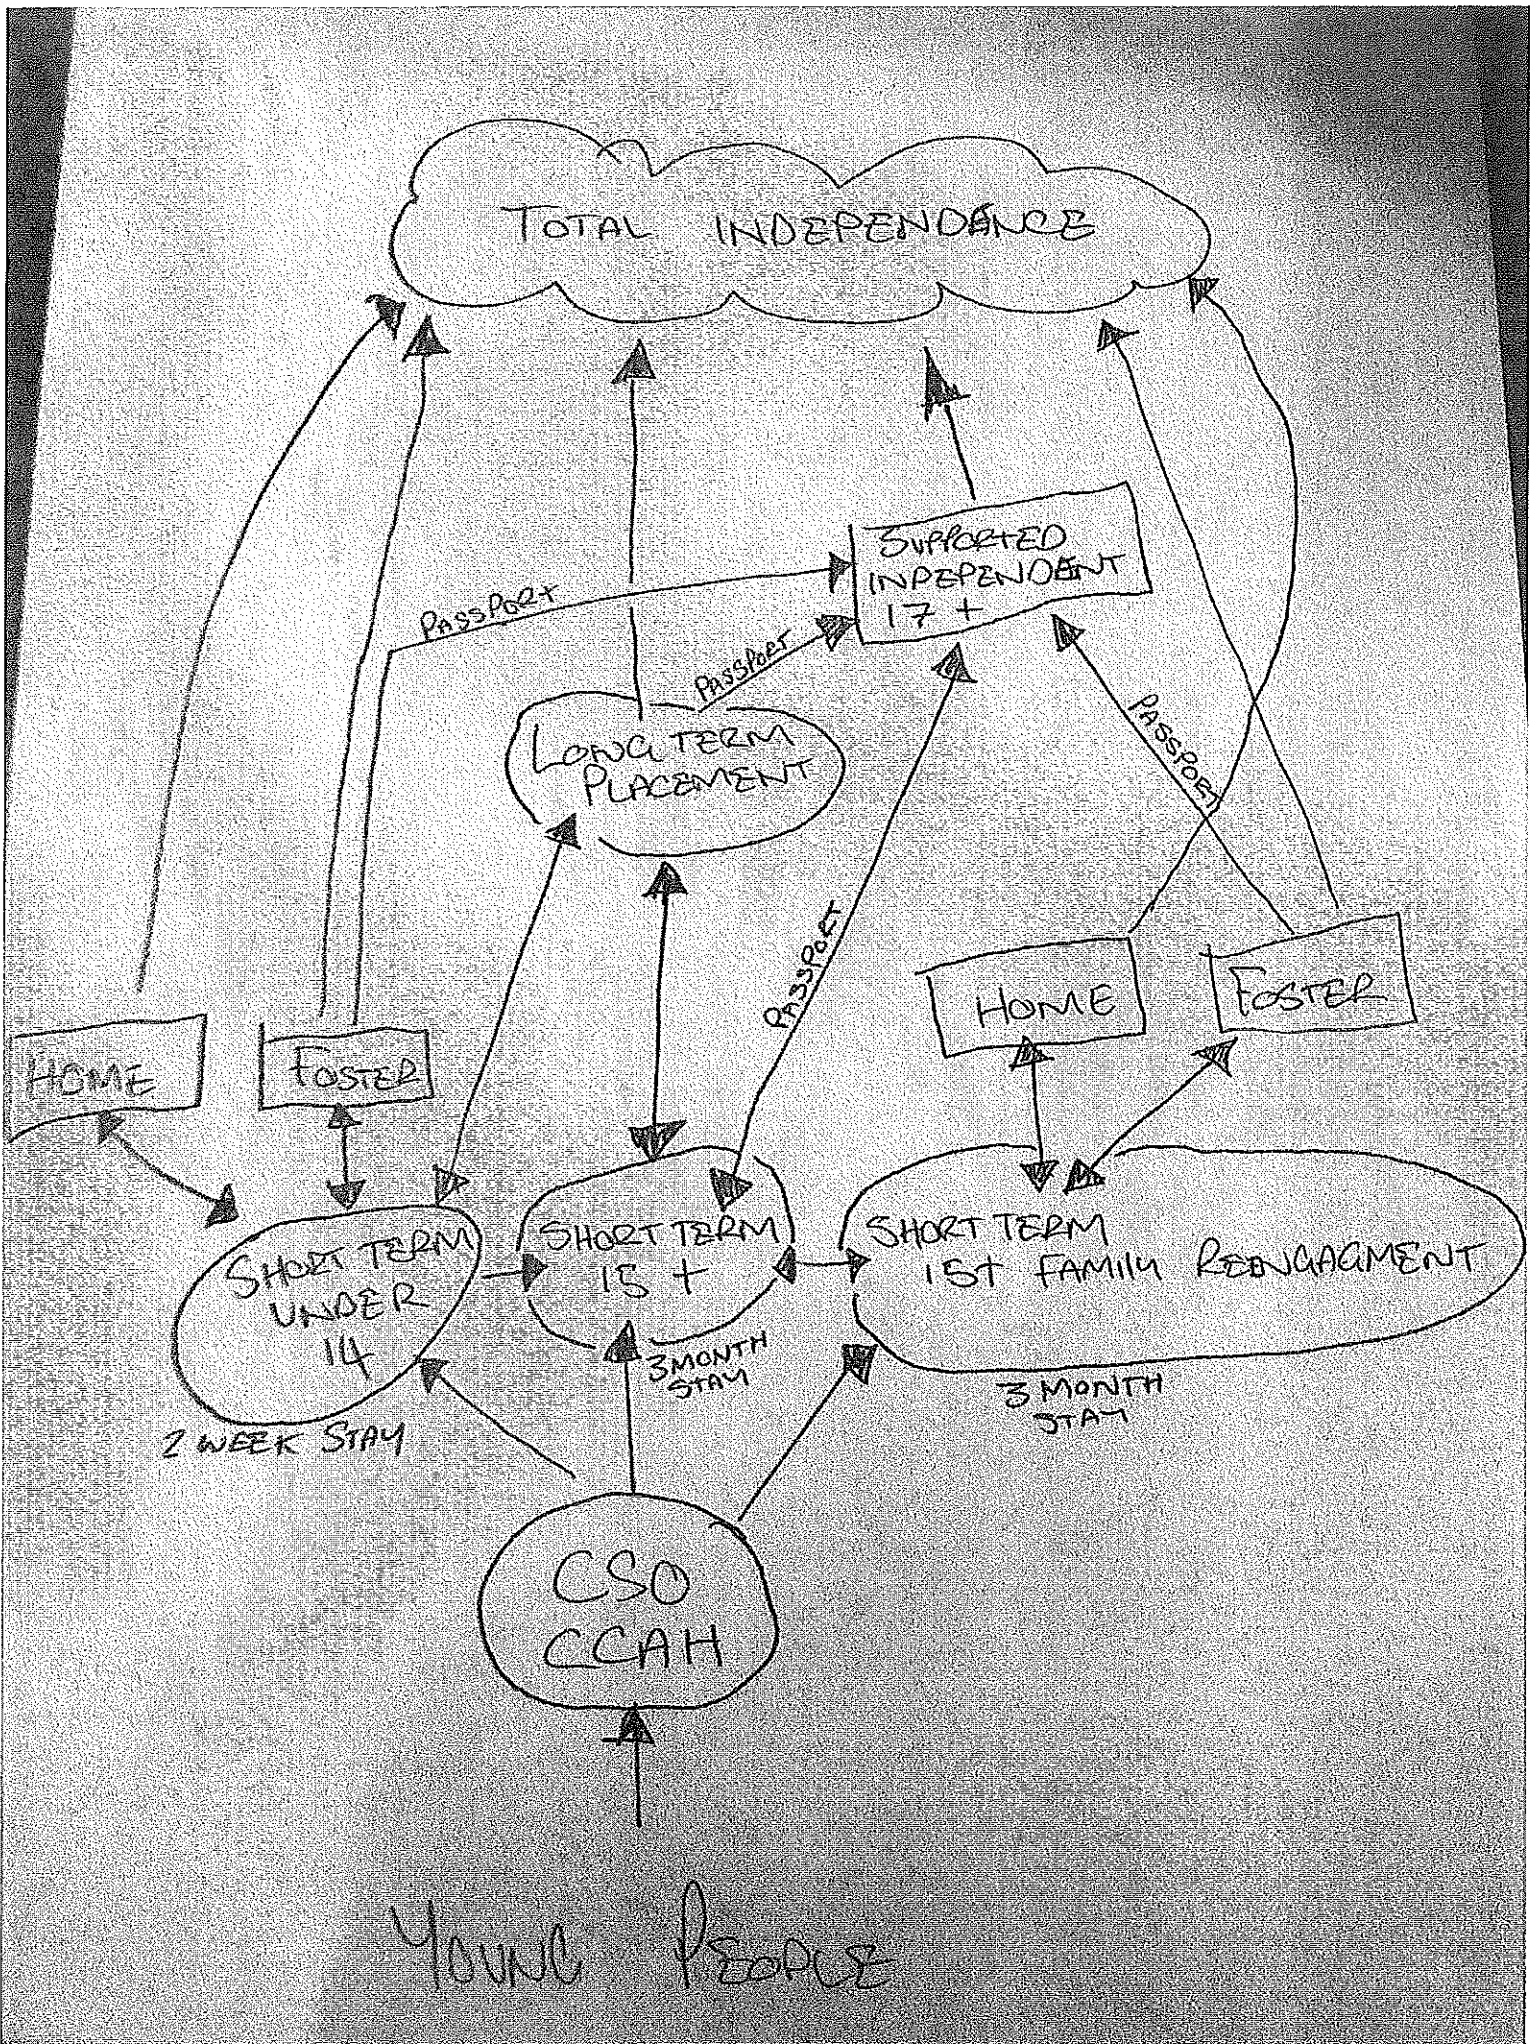 TOTAL INDEPENDANCE
SUPPORTED
INDEPENDENT
17 +
PASSPORT
PASSPORT
LONG TERM
PLACEMENT
PASSPORT
PASSPORT
HOME
FOSTER
HOME
FOSTER
SHORT TERM
UNDER
14
2 WEEK STAY
SHORT TERM
15 +
3 MONTH
STAY
SHORT TERM
15+ FAMILY REENGAGMENT
3 MONTH
STAY
CSO
CCAH
YOUNG PEOPLE